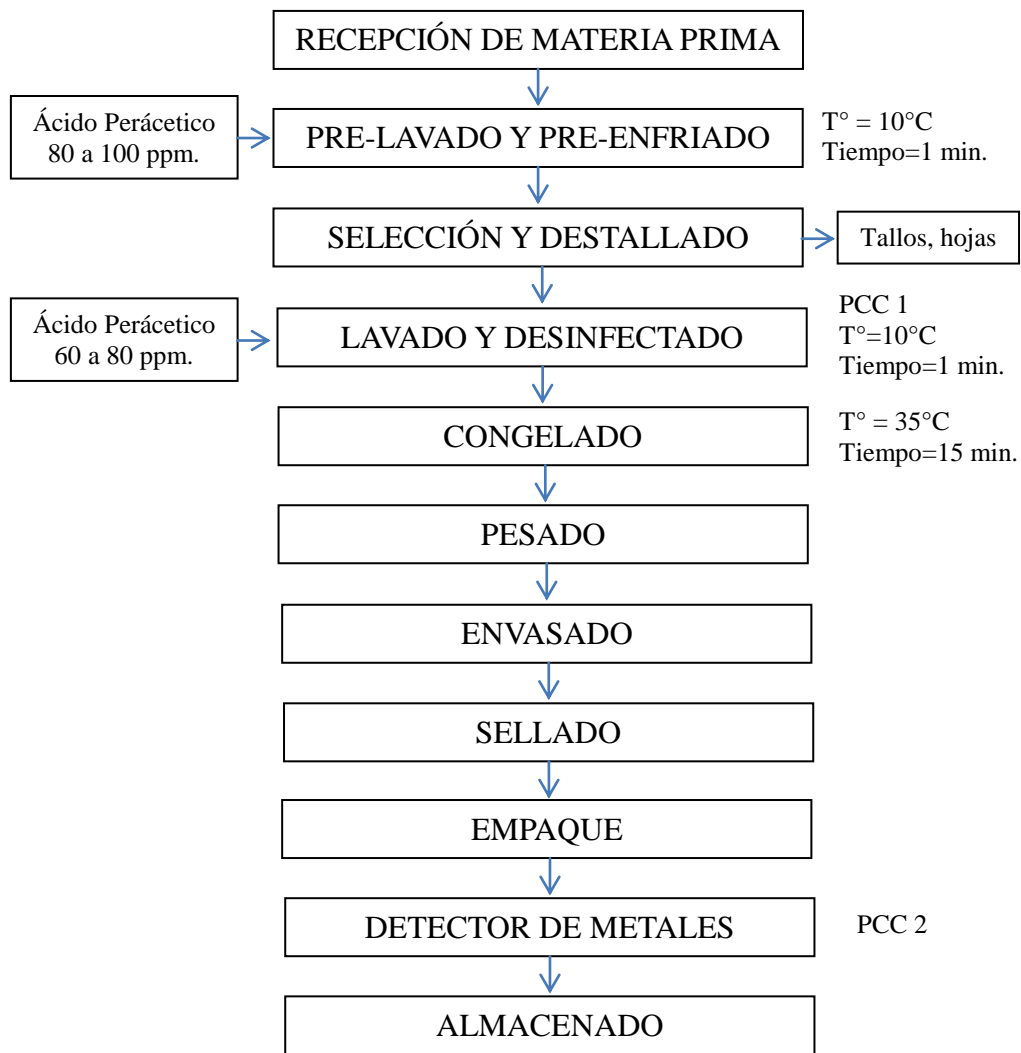 RECEPCIÓN DE MATERIA PRIMA
Ácido Perácetico
80 a 100 ppm.
PRE-LAVADO Y PRE-ENFRIADO
T° = 10°C
Tiempo=1 min.
SELECCIÓN Y DESTALLADO
Tallos, hojas
Ácido Perácetico
60 a 80 ppm.
LAVADO Y DESINFECTADO
PCC 1
T°=10°C
Tiempo=1 min.
CONGELADO
T° = 35°C
Tiempo=15 min.
PESADO
ENVASADO
SELLADO
EMPAQUE
DETECTOR DE METALES
PCC 2
ALMACENADO